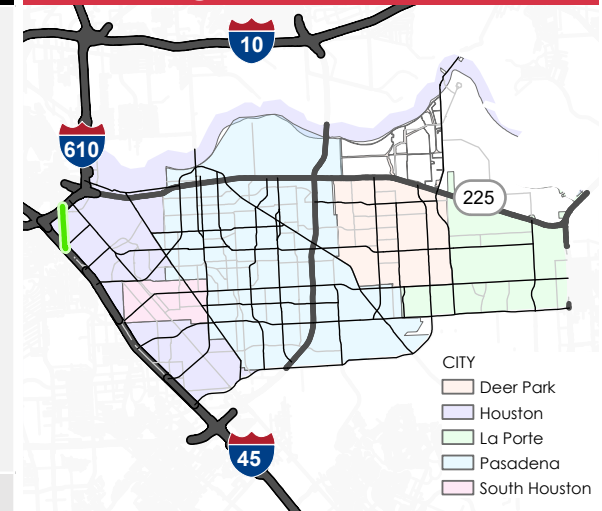 10
610
225
CITY
Deer Park
Houston
La Porte
Pasadena
South Houston
45